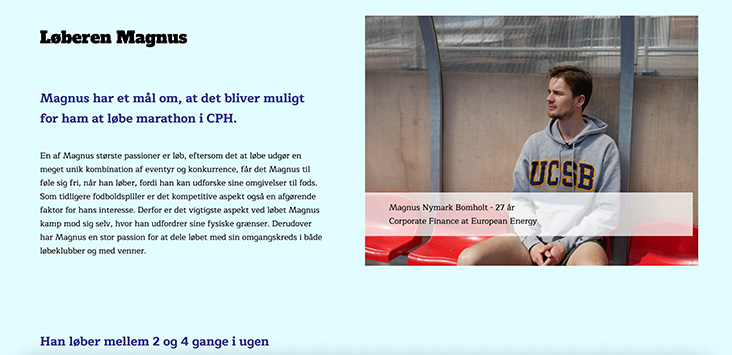 Løberen Magnus
Magnus har et mål om, at det bliver muligt
for ham at løbe marathon i CPH.
En af Magnus største passioner er løb, eftersom det at løbe udgør en
meget unik kombination af eventyr og konkurrence, får det Magnus til
føle sig fri, når han løber, fordi han kan udforske sine omgivelser til fods.
Som tidligere fodboldspiller er det kompetitive aspekt også en afgørende
faktor for hans interesse. Derfor er det vigtigste aspekt ved løbet Magnus
kamp mod sig selv, hvor han udfordrer sine fysiske grænser. Derudover
har Magnus en stor passion for at dele løbet med sin omgangskreds i både
løbeklubber og med venner.
UCSB
Magnus Nymark Bomholt - 27 år
Corporate Finance at European Energy
Han løber mellem 2 og 4 gange i ugen